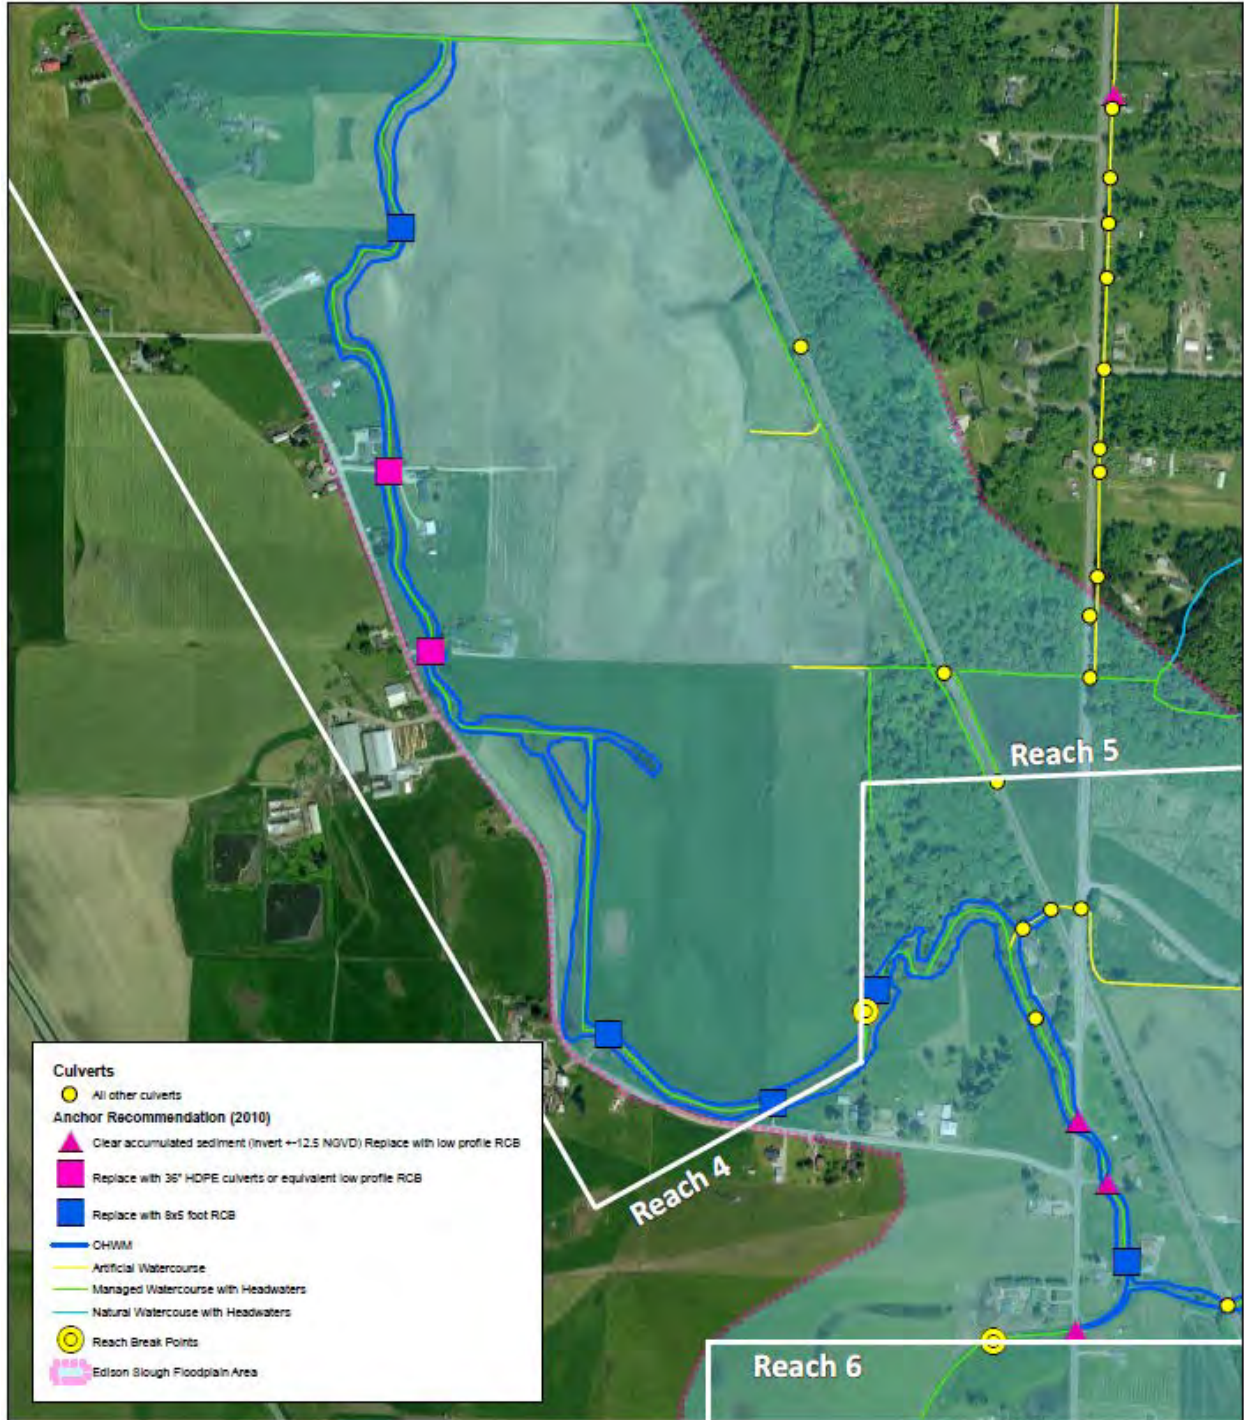 Reach 5
Reach 4
Reach 6
Culverts
All other culverts
Anchor Recommendation (2010)
Clear accumulated sediment (invert +-12.5 NGVD) Replace with low profile RCB
Replace with 36" HDPE culverts or equivalent low profile RCB
Replace with 8x5 foot RCB
OHWM
Artificial Watercourse
Managed Watercourse with Headwaters
Natural Watercouse with Headwaters
Reach Break Points
Edison Slough Floodplain Area